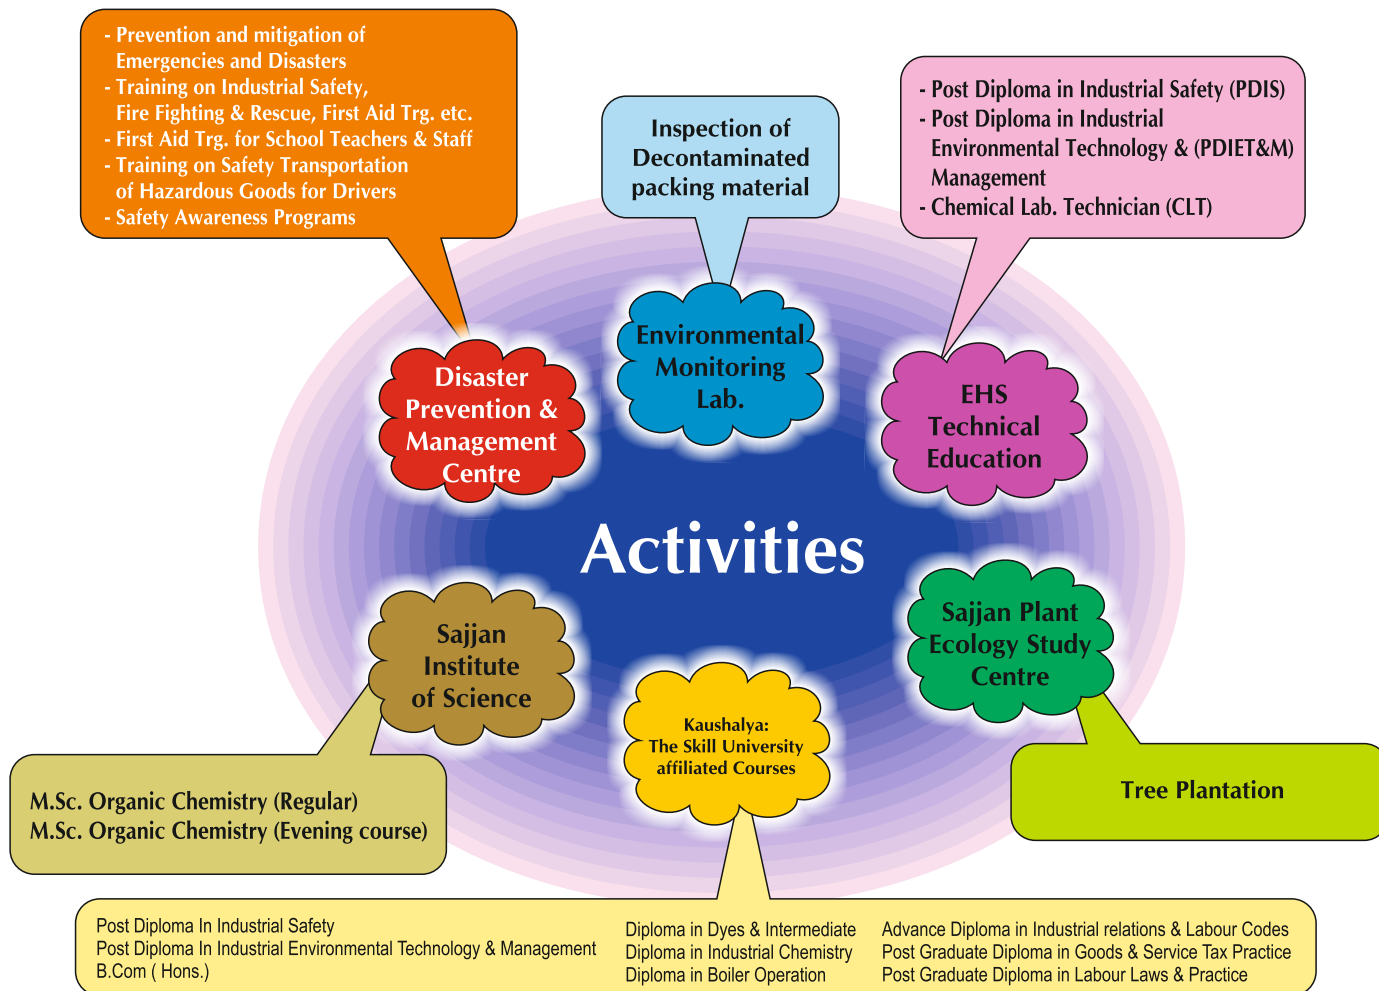 - Prevention and mitigation of
Emergencies and Disasters
- Training on Industrial Safety,
Fire Fighting & Rescue, First Aid Trg. etc.
- First Aid Trg. for School Teachers & Staff
- Training on Safety Transportation
of Hazardous Goods for Drivers
- Safety Awareness Programs
Inspection of
Decontaminated
packing material
- Post Diploma in Industrial Safety (PDIS)
- Post Diploma in Industrial
Environmental Technology & (PDIET&M)
Management
- Chemical Lab. Technician (CLT)
Disaster
Prevention &
Management
Centre
Environmental
Monitoring
Lab.
EHS
Technical
Education
Activities
Sajjan
Institute
of Science
Kaushalya:
The Skill University
affiliated Courses
Sajjan Plant
Ecology Study
Centre
M.Sc. Organic Chemistry (Regular)
M.Sc. Organic Chemistry (Evening course)
Tree Plantation
Post Diploma In Industrial Safety
Post Diploma In Industrial Environmental Technology & Management
B.Com ( Hons.)
Diploma in Dyes & Intermediate
Diploma in Industrial Chemistry
Diploma in Boiler Operation
Advance Diploma in Industrial relations & Labour Codes
Post Graduate Diploma in Goods & Service Tax Practice
Post Graduate Diploma in Labour Laws & Practice